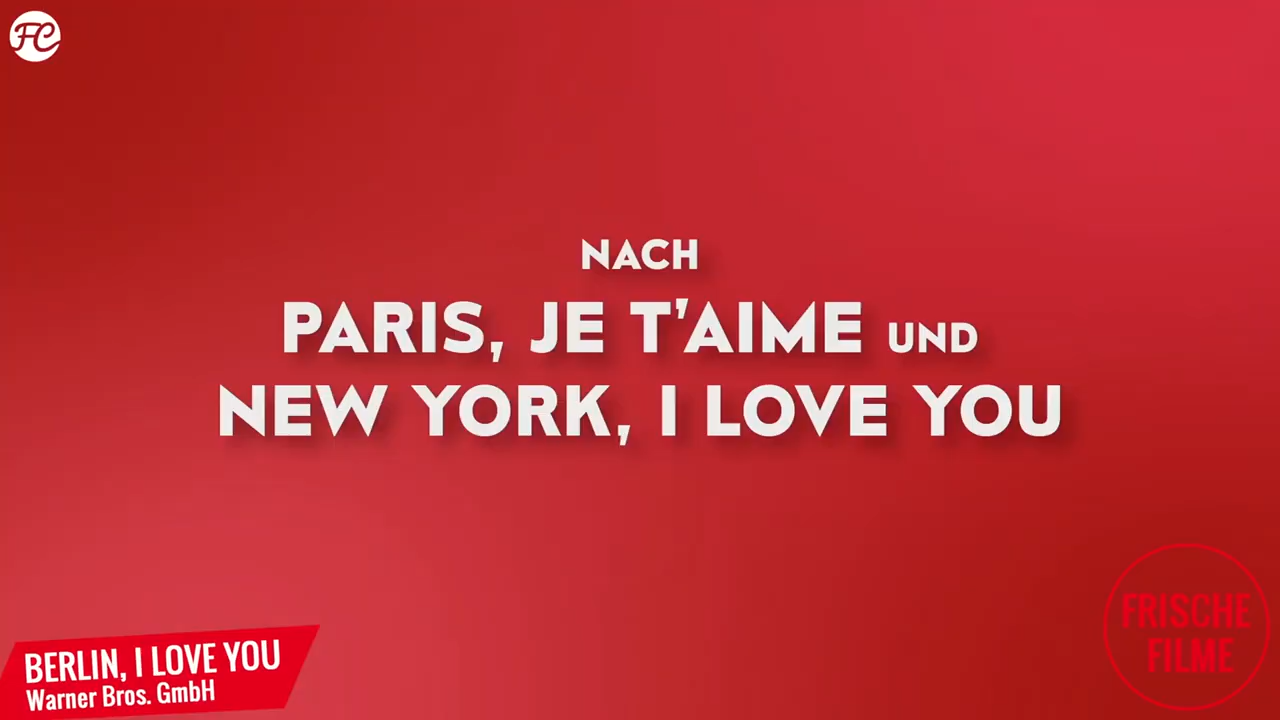 FC
NACH
PARIS, JE T'AIME UND
NEW YORK, I LOVE YOU
BERLIN, I LOVE YOU
Warner Bros. GmbH
FRISCHE
FILME